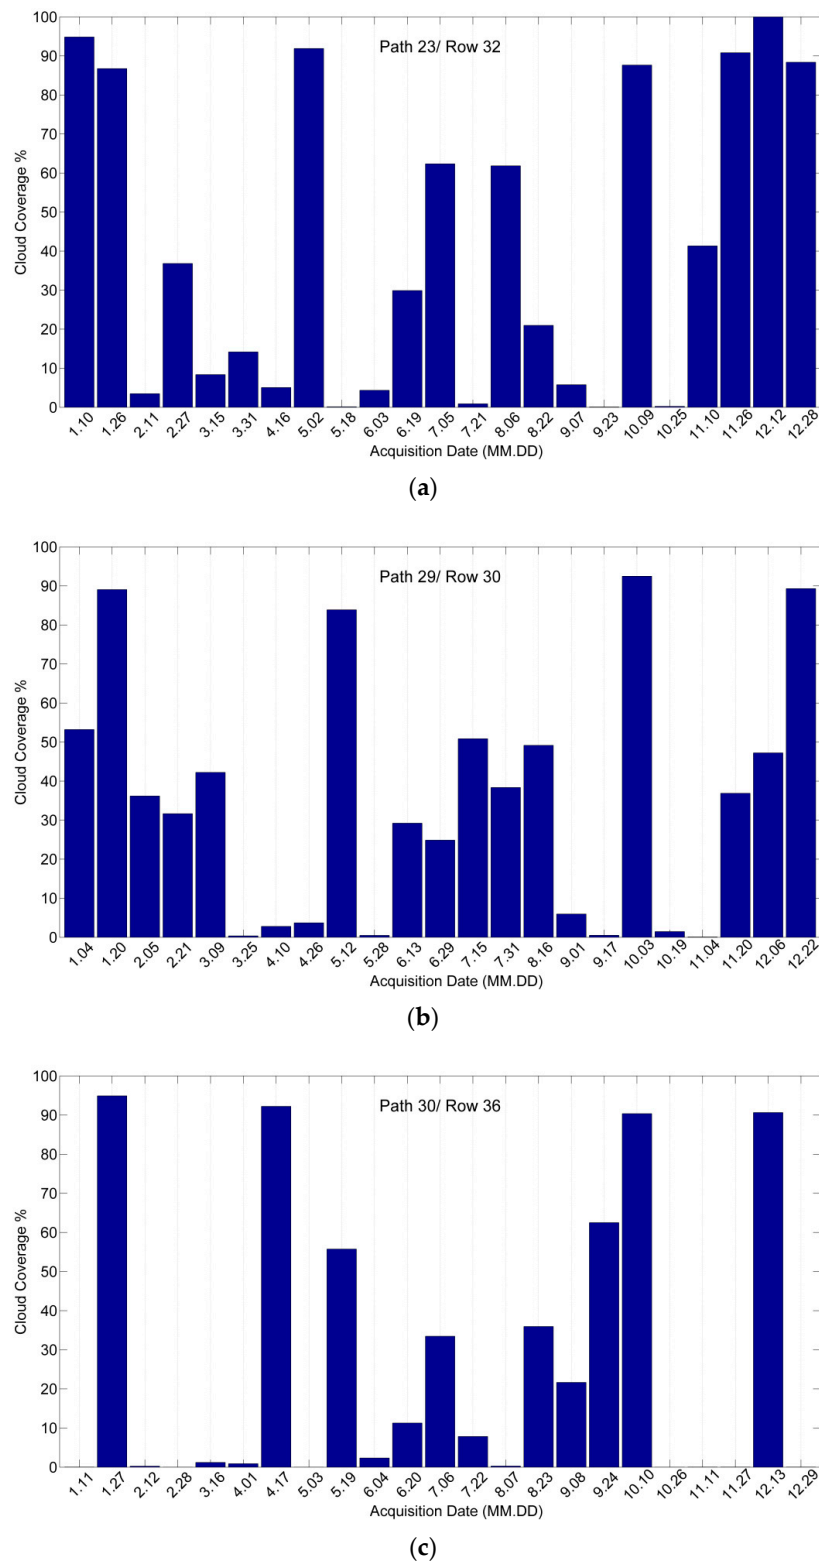 100
Path 23/ Row 32
90
80
70
60
Cloud Coverage %
50
40
30
20
10
0
1.10 1.26 2.11 2.27 3.15 3.31 4.16 5.02 5.18 6.03 6.19 7.05 7.21 8.06 8.22 9.07 9.23 10.09 10.25 11.10 11.26 12.12 12.28
Acquisition Date (MM.DD)
(a)
100
Path 29/ Row 30
90
80
70
60
Cloud Coverage %
50
40
30
20
10
0
1.04 1.20 2.05 2.21 3.09 3.25 4.10 4.26 5.12 5.28 6.13 6.29 7.15 7.31 8.16 9.01 9.17 10.03 10.19 11.04 11.20 12.06 12.22
Acquisition Date (MM.DD)
(b)
100
Path 30/ Row 36
90
80
70
60
Cloud Coverage %
50
40
30
20
10
0
1.11 1.27 2.12 2.28 3.16 4.01 4.17 5.03 5.19 6.04 6.20 7.06 7.22 8.07 8.23 9.08 9.24 10.10 10.26 11.11 11.27 12.13 12.29
Acquisition Date (MM.DD)
(c)